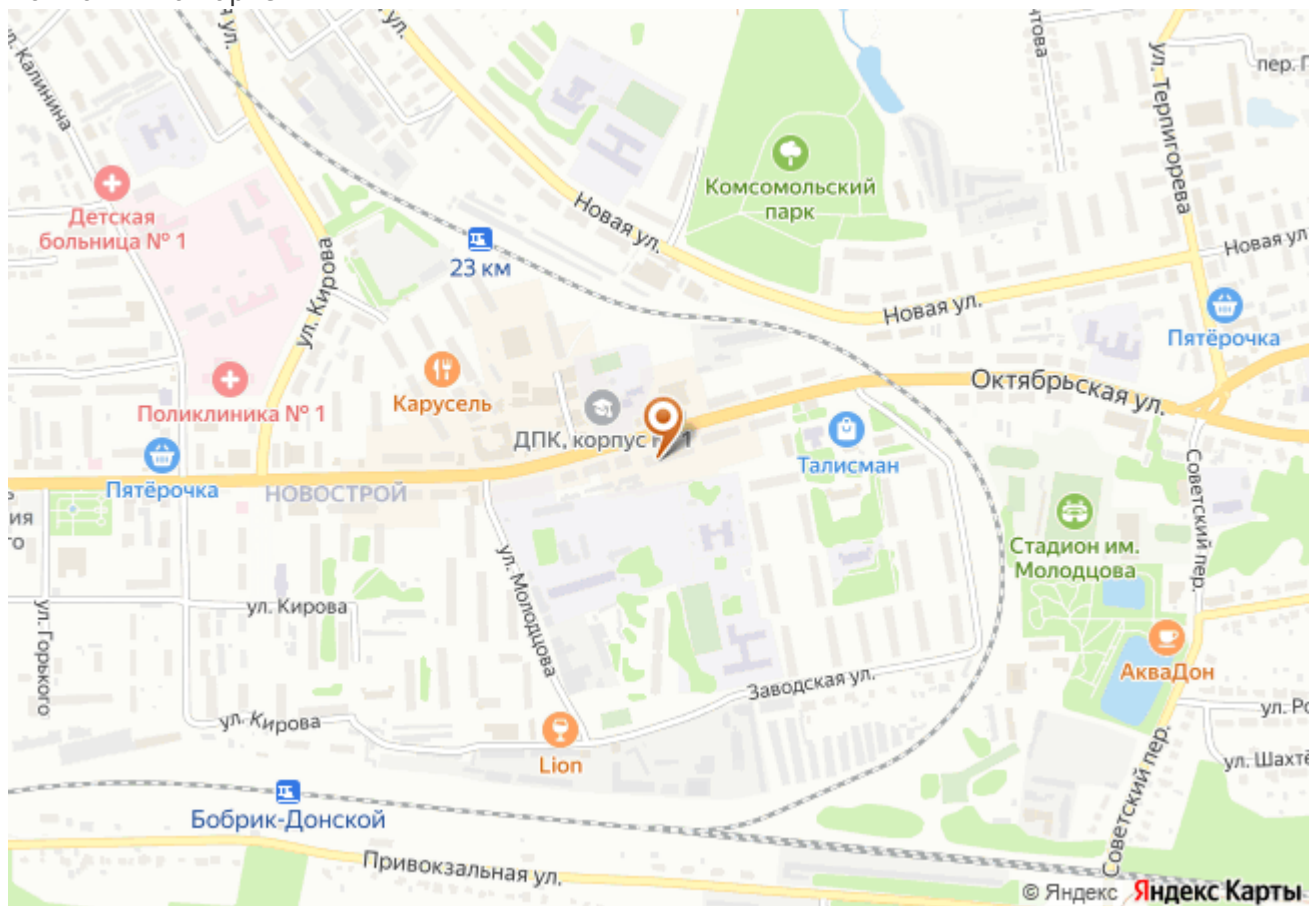 ул. Калинина
Детская
больница № 1
Поликлиника № 1
Пятёрочка
НОВОСТРОЙ
ул. Кирова
23 км
Новая ул.
Комсомольский
парк
Новая ул.
Новая ул
ул. Терпигорева
Пятёрочка
Карусель
ДПК, корпус
1
Октябрьская ул.
Талисман
Стадион им.
Молодцова
Советский пер.
АкваДон
ул. Молодцова
ул. Горького
ул. Кирова
ул. Кирова
Заводская ул.
Lion
Бобрик-Донской
Привокзальная ул.
Советский пер.
© Яндекс Яндекс Карты